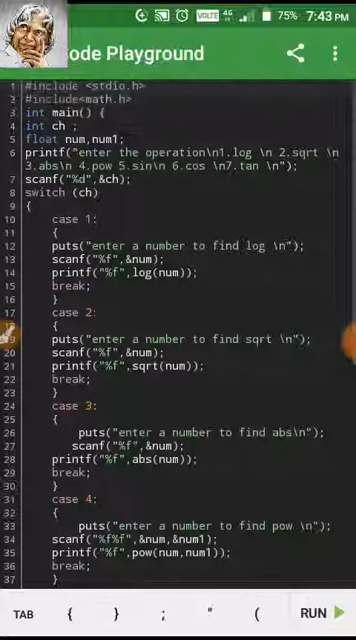 VOLTE 4G 75% 7:43 PM
ode Playground
1 #include <stdio.h>
2 #include<math.h>
3 int main() {
4 int ch ;
5 float num,num1;
6 printf("enter the operation\n1.log \n 2.sqrt \n
3.abs\n 4.pow 5.sin\n 6.cos \n7.tan \n");
7 scanf("%d",&ch);
8 switch (ch)
9 {
10 case 1:
11 {
12 puts("enter a number to find log \n");
13 scanf("%f",&num);
14 printf("%f",log(num));
15 break;
16 }
17 case 2:
18 {
19 puts("enter a number to find sqrt \n");
20 scanf("%f",&num);
21 printf("%f",sqrt(num));
22 break;
23 }
24 case 3:
25 {
26 puts("enter a number to find abs\n");
27 scanf("%f",&num);
28 printf("%f",abs(num));
29 break;
30 }
31 case 4:
32 {
33 puts("enter a number to find pow \n");
34 scanf("%f%f",&num,&num1);
35 printf("%f",pow(num,num1));
36 break;
37 }
TAB { } ; " ( RUN